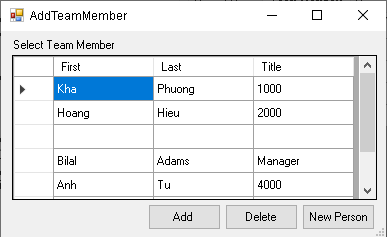 AddTeamMember
Select Team Member
First Last Title
Kha Phuong 1000
Hoang Hieu 2000
Bilal Adams Manager
Anh Tu 4000
Add Delete New Person